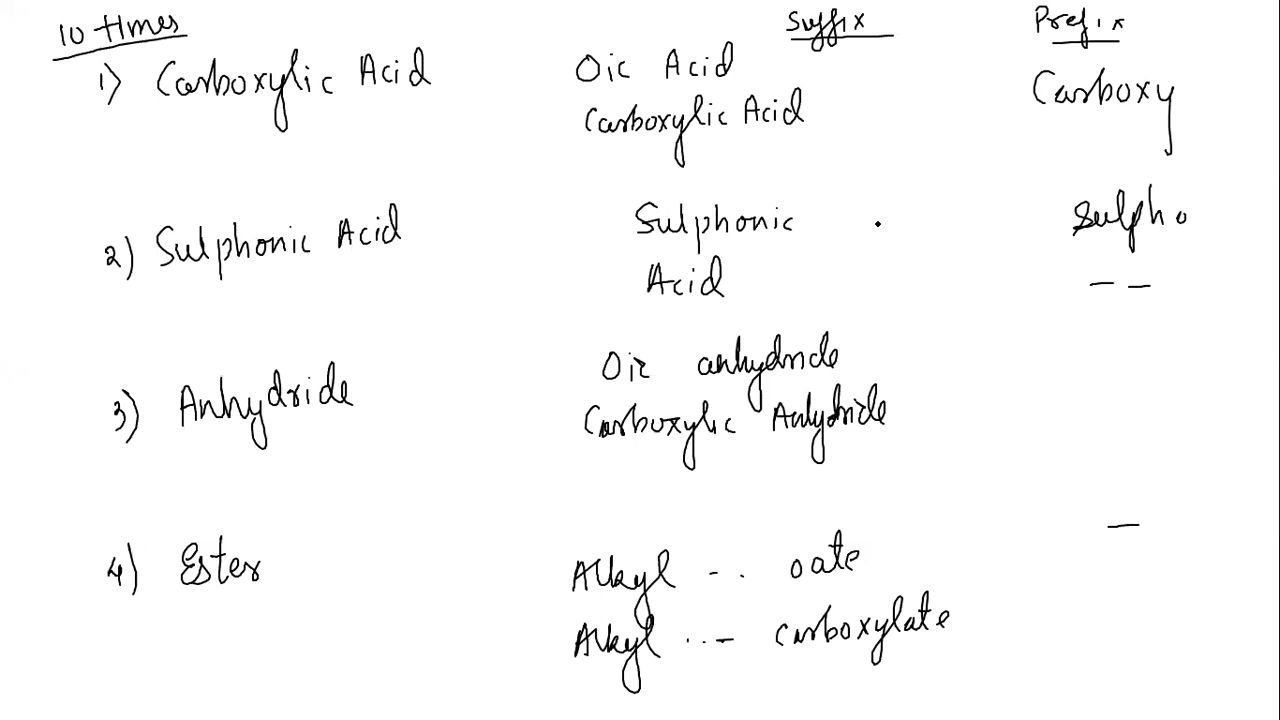 10 times Suffix Prefix
1) Carboxylic Acid Oic Acid Carboxy
Carboxylic Acid
2) Sulphonic Acid Sulphonic . Sulpho
Acid - -
3) Anhydride Oic anhydride
Carboxylic Anhydride
-
4) Ester Alkyl - . . oate
Alkyl . . - carboxylate